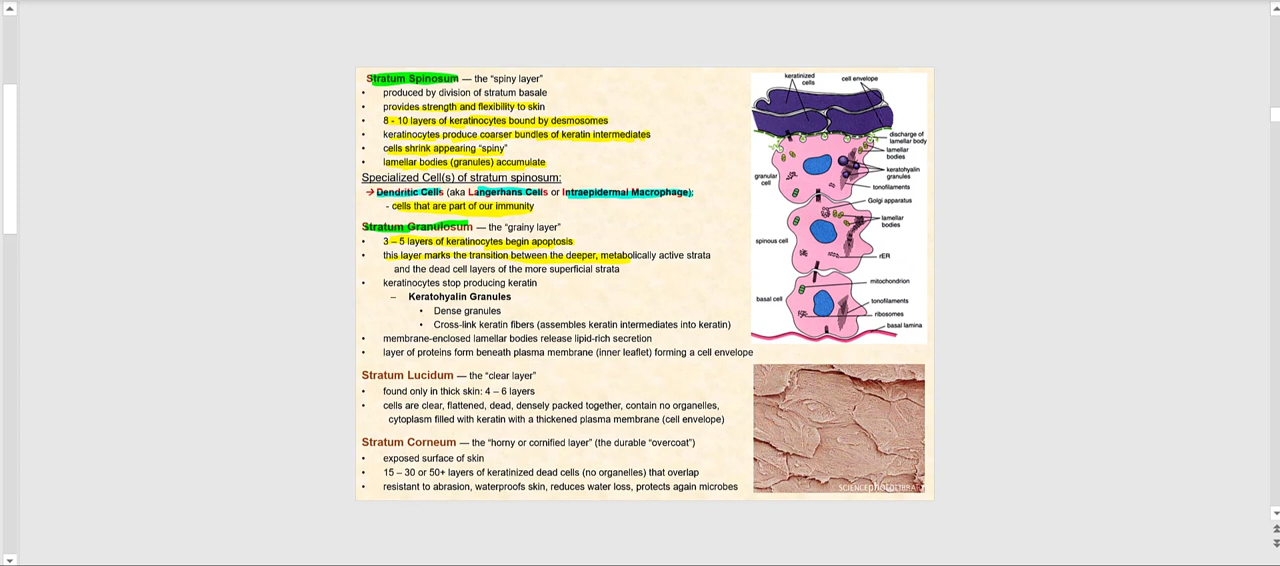 Stratum Spinosum — the “spiny layer”
• produced by division of stratum basale
• provides strength and flexibility to skin
• 8 - 10 layers of keratinocytes bound by desmosomes
• keratinocytes produce coarser bundles of keratin intermediates
• cells shrink appearing “spiny”
• lamellar bodies (granules) accumulate
Specialized Cell(s) of stratum spinosum:
→ Dendritic Cells (aka Langerhans Cells or Intraepidermal Macrophage);
- cells that are part of our immunity
Stratum Granulosum — the “grainy layer”
• 3 – 5 layers of keratinocytes begin apoptosis
• this layer marks the transition between the deeper, metabolically active strata
and the dead cell layers of the more superficial strata
• keratinocytes stop producing keratin
– Keratohyalin Granules
• Dense granules
• Cross-link keratin fibers (assembles keratin intermediates into keratin)
• membrane-enclosed lamellar bodies release lipid-rich secretion
• layer of proteins form beneath plasma membrane (inner leaflet) forming a cell envelope
Stratum Lucidum — the “clear layer”
• found only in thick skin: 4 – 6 layers
• cells are clear, flattened, dead, densely packed together, contain no organelles,
cytoplasm filled with keratin with a thickened plasma membrane (cell envelope)
Stratum Corneum — the “horny or cornified layer” (the durable “overcoat”)
• exposed surface of skin
• 15 – 30 or 50+ layers of keratinized dead cells (no organelles) that overlap
• resistant to abrasion, waterproofs skin, reduces water loss, protects again microbes
keratinized
cells
cell envelope
discharge of
lamellar body
lamellar
bodies
keratohyalin
granules
granular
cell
tonofilaments
Golgi apparatus
lamellar
bodies
spinous cell
rER
mitochondrion
basal cell
tonofilaments
ribosomes
basal lamina
SCIENCEPHOTOLIBRARY